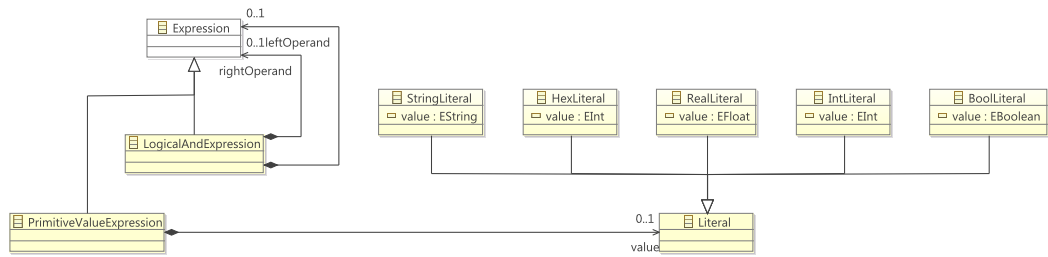 0..1
Expression
0..1leftOperand
rightOperand
StringLiteral
value : EString
HexLiteral
value : EInt
RealLiteral
value : EFloat
IntLiteral
value : EInt
BoolLiteral
value : EBoolean
LogicalAndExpression
PrimitiveValueExpression
0..1
value
Literal